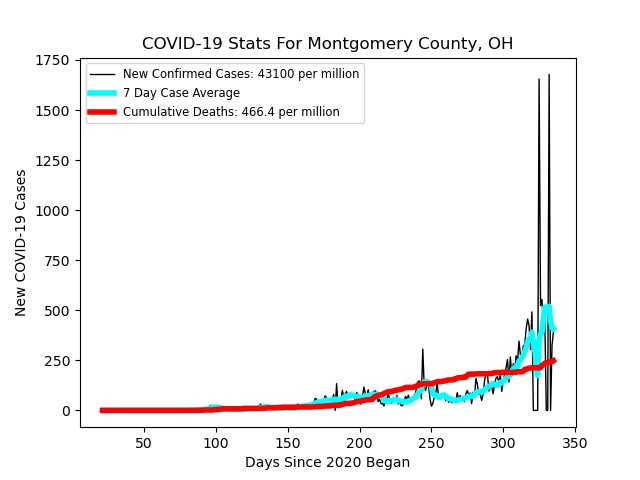 COVID-19 Stats For Montgomery County, OH
New Confirmed Cases: 43100 per million
7 Day Case Average
Cumulative Deaths: 466.4 per million
New COVID-19 Cases
1750
1500
1250
1000
750
500
250
0
50 100 150 200 250 300 350
Days Since 2020 Began